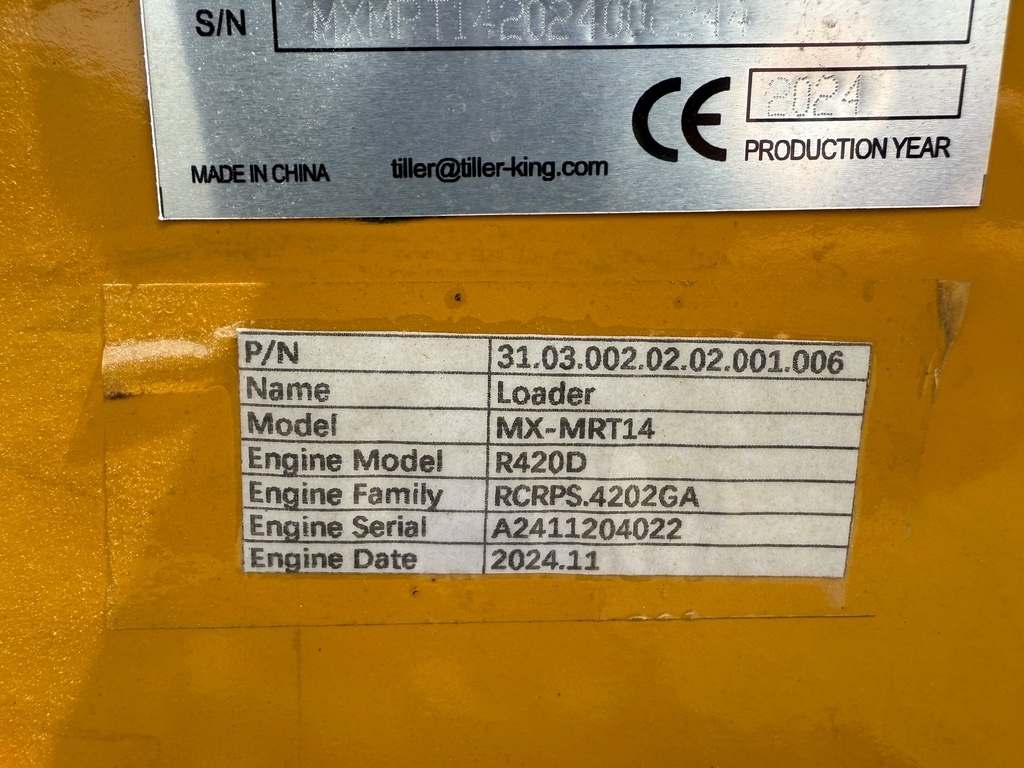 S/N
CE 2024
MADE IN CHINA tiller@tiller-king.com PRODUCTION YEAR
P/N 31.03.002.02.02.001.006
Name Loader
Model MX-MRT14
Engine Model R420D
Engine Family RCRPS.4202GA
Engine Serial A2411204022
Engine Date 2024.11